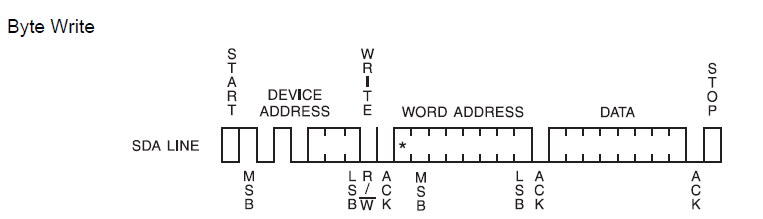 Byte Write
START
WRITE
STOP
DEVICE
ADDRESS
WORD ADDRESS
DATA
SDA LINE
*
MSB
LSB
R/W
ACK
MSB
LSB
ACK
ACK